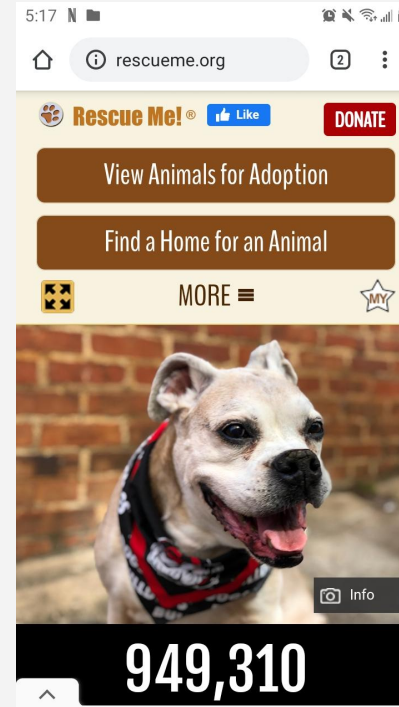 5:17 N
rescueme.org 2
Rescue Me! ® Like DONATE
View Animals for Adoption
Find a Home for an Animal
MORE MY
Info
949,310